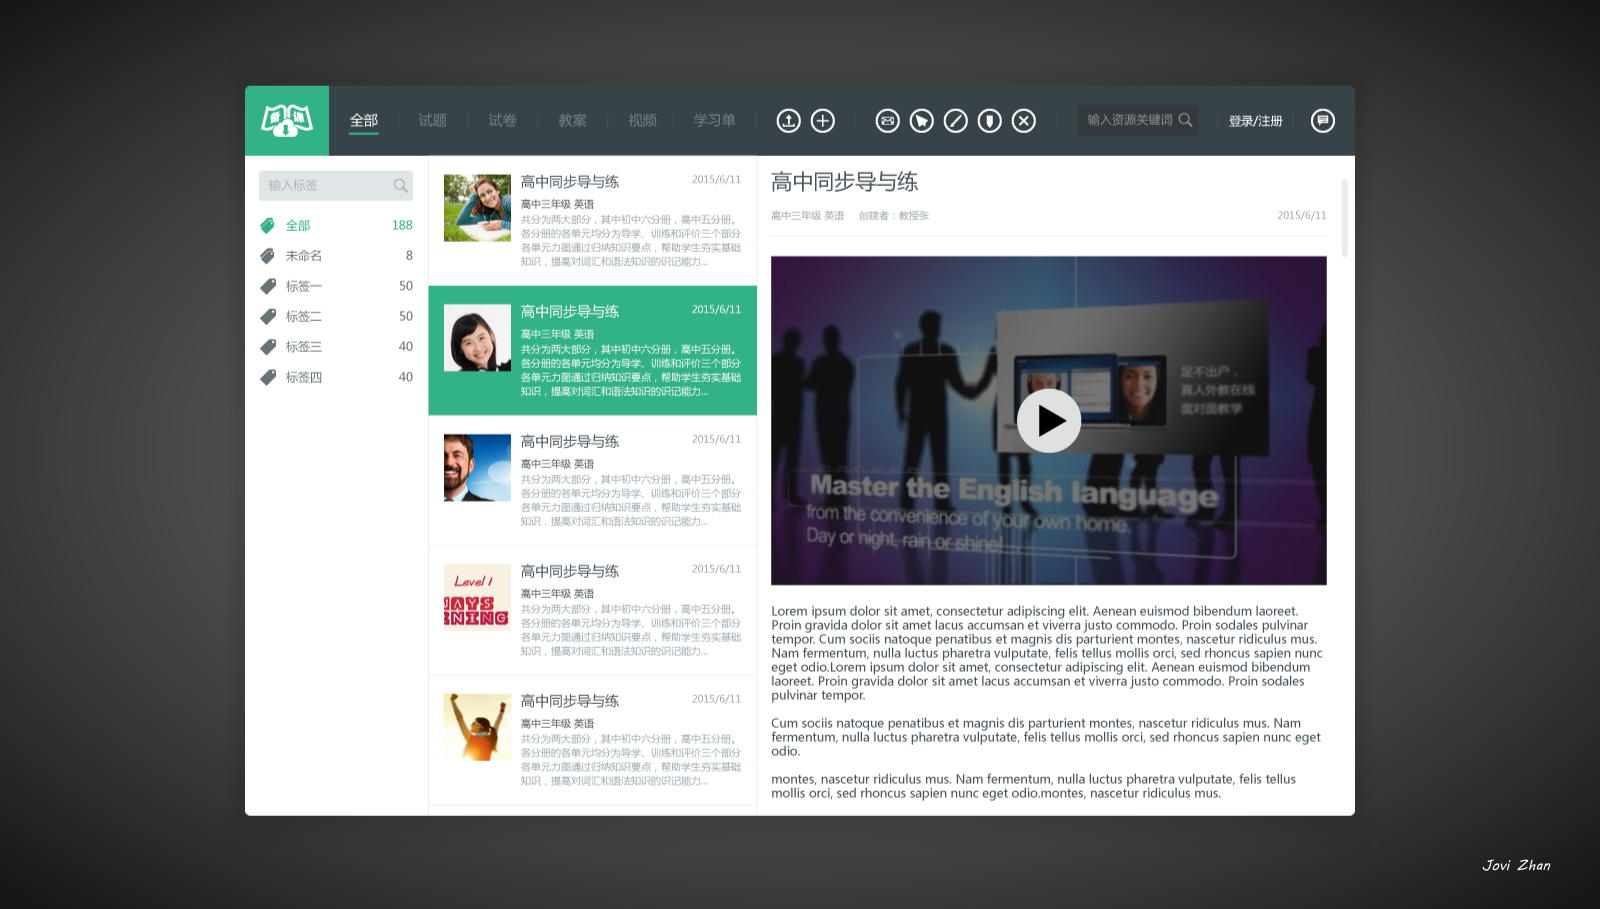 备 课
全部
试题
试卷
教案
视频
学习单
输入资源关键词
登录/注册
输入标签
全部 188
未命名 8
标签一 50
标签二 50
标签三 40
标签四 40
高中同步导与练 2015/6/11
高中三年级 英语
共分为两大部分，其中初中六分册，高中五分册。
各分册的各单元均分为导学、训练和评价三个部分
各单元力图通过归纳知识要点，帮助学生夯实基础
知识，提高对词汇和语法知识的识记能力...
高中同步导与练 2015/6/11
高中三年级 英语
共分为两大部分，其中初中六分册，高中五分册。
各分册的各单元均分为导学、训练和评价三个部分
各单元力图通过归纳知识要点，帮助学生夯实基础
知识，提高对词汇和语法知识的识记能力...
高中同步导与练 2015/6/11
高中三年级 英语
共分为两大部分，其中初中六分册，高中五分册。
各分册的各单元均分为导学、训练和评价三个部分
各单元力图通过归纳知识要点，帮助学生夯实基础
知识，提高对词汇和语法知识的识记能力...
Level 1
WAYS
RNING
高中同步导与练 2015/6/11
高中三年级 英语
共分为两大部分，其中初中六分册，高中五分册。
各分册的各单元均分为导学、训练和评价三个部分
各单元力图通过归纳知识要点，帮助学生夯实基础
知识，提高对词汇和语法知识的识记能力...
高中同步导与练 2015/6/11
高中三年级 英语
共分为两大部分，其中初中六分册，高中五分册。
各分册的各单元均分为导学、训练和评价三个部分
各单元力图通过归纳知识要点，帮助学生夯实基础
知识，提高对词汇和语法知识的识记能力...
高中同步导与练
高中三年级 英语 创建者：教授张 2015/6/11
足不出户，
真人外教在线
面对面教学
Master the English language
from the convenience of your own home.
Day or night, rain or shine!
Lorem ipsum dolor sit amet, consectetur adipiscing elit. Aenean euismod bibendum laoreet.
Proin gravida dolor sit amet lacus accumsan et viverra justo commodo. Proin sodales pulvinar
tempor. Cum sociis natoque penatibus et magnis dis parturient montes, nascetur ridiculus mus.
Nam fermentum, nulla luctus pharetra vulputate, felis tellus mollis orci, sed rhoncus sapien nunc
eget odio.Lorem ipsum dolor sit amet, consectetur adipiscing elit. Aenean euismod bibendum
laoreet. Proin gravida dolor sit amet lacus accumsan et viverra justo commodo. Proin sodales
pulvinar tempor.
Cum sociis natoque penatibus et magnis dis parturient montes, nascetur ridiculus mus. Nam
fermentum, nulla luctus pharetra vulputate, felis tellus mollis orci, sed rhoncus sapien nunc eget
odio.
montes, nascetur ridiculus mus. Nam fermentum, nulla luctus pharetra vulputate, felis tellus
mollis orci, sed rhoncus sapien nunc eget odio.montes, nascetur ridiculus mus.
Jovi Zhan